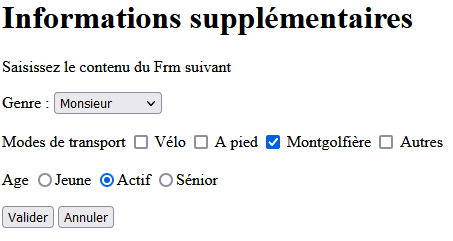 Informations supplémentaires
Saisissez le contenu du Frm suivant
Genre : Monsieur
Modes de transport Vélo A pied Montgolfière Autres
Age Jeune Actif Sénior
Valider Annuler